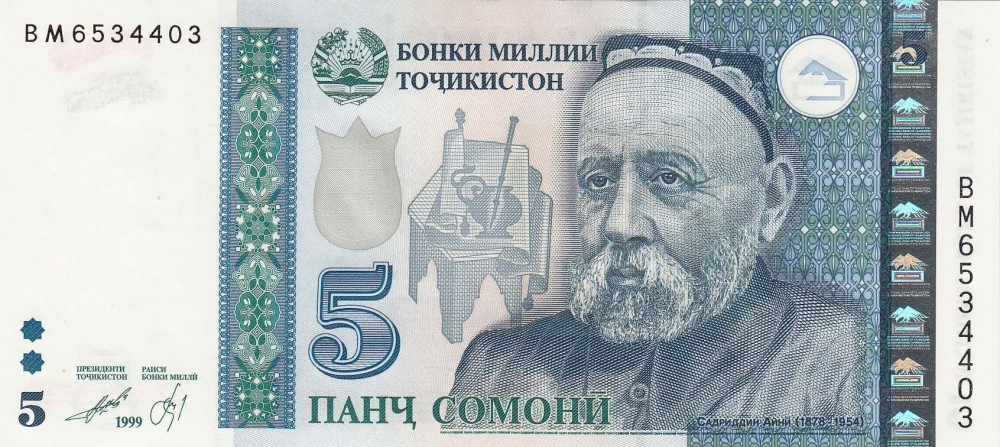 BM6534403
БОНКИ МИЛЛИИ
ТОҶИКИСТОН
5
ПРЕЗИДЕНТИ
ТОҶИКИСТОН
РАИСИ
БОНКИ МИЛЛӢ
5
1999
ПАНҶ СОМОНӢ
Садриддин Айнӣ (1878-1954)
BM6534403